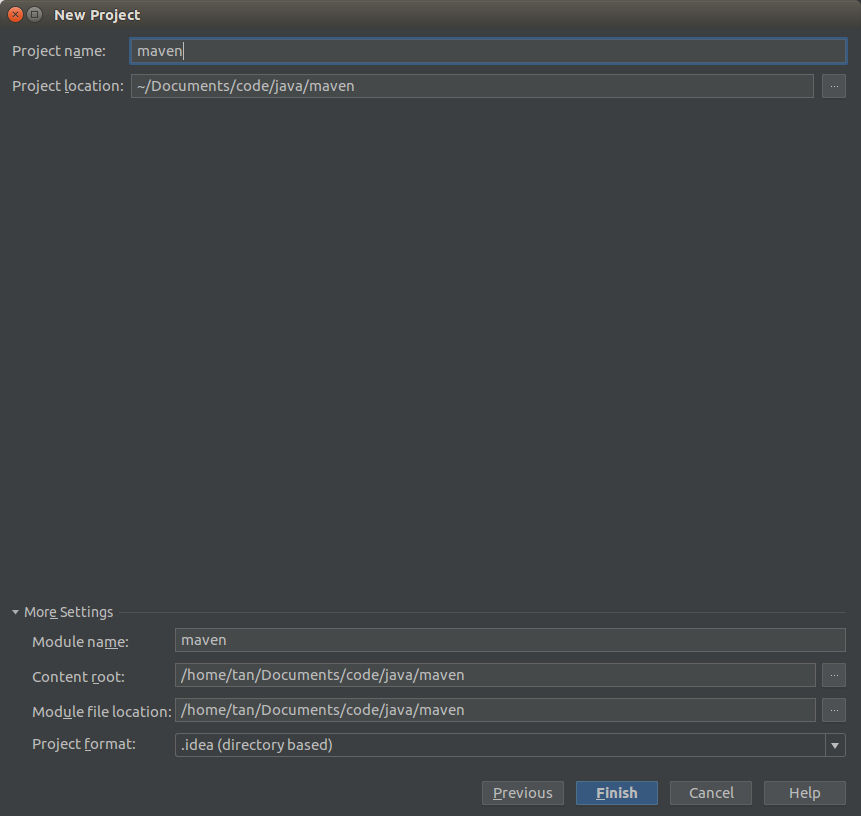 New Project
Project name: maven
Project location: ~/Documents/code/java/maven ...
More Settings
Module name: maven
Content root: /home/tan/Documents/code/java/maven ...
Module file location: /home/tan/Documents/code/java/maven ...
Project format: .idea (directory based)
Previous Finish Cancel Help